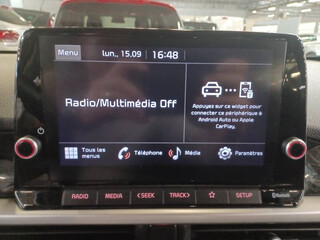 Menu lun., 15.09 16:48
Radio/Multimédia Off
Appuyez sur ce widget pour
connecter ce périphérique à
Android Auto ou Apple
CarPlay.
Tous les
menus
Téléphone
Média
Paramètres
RADIO MEDIA < SEEK TRACK > SETUP Bluetooth